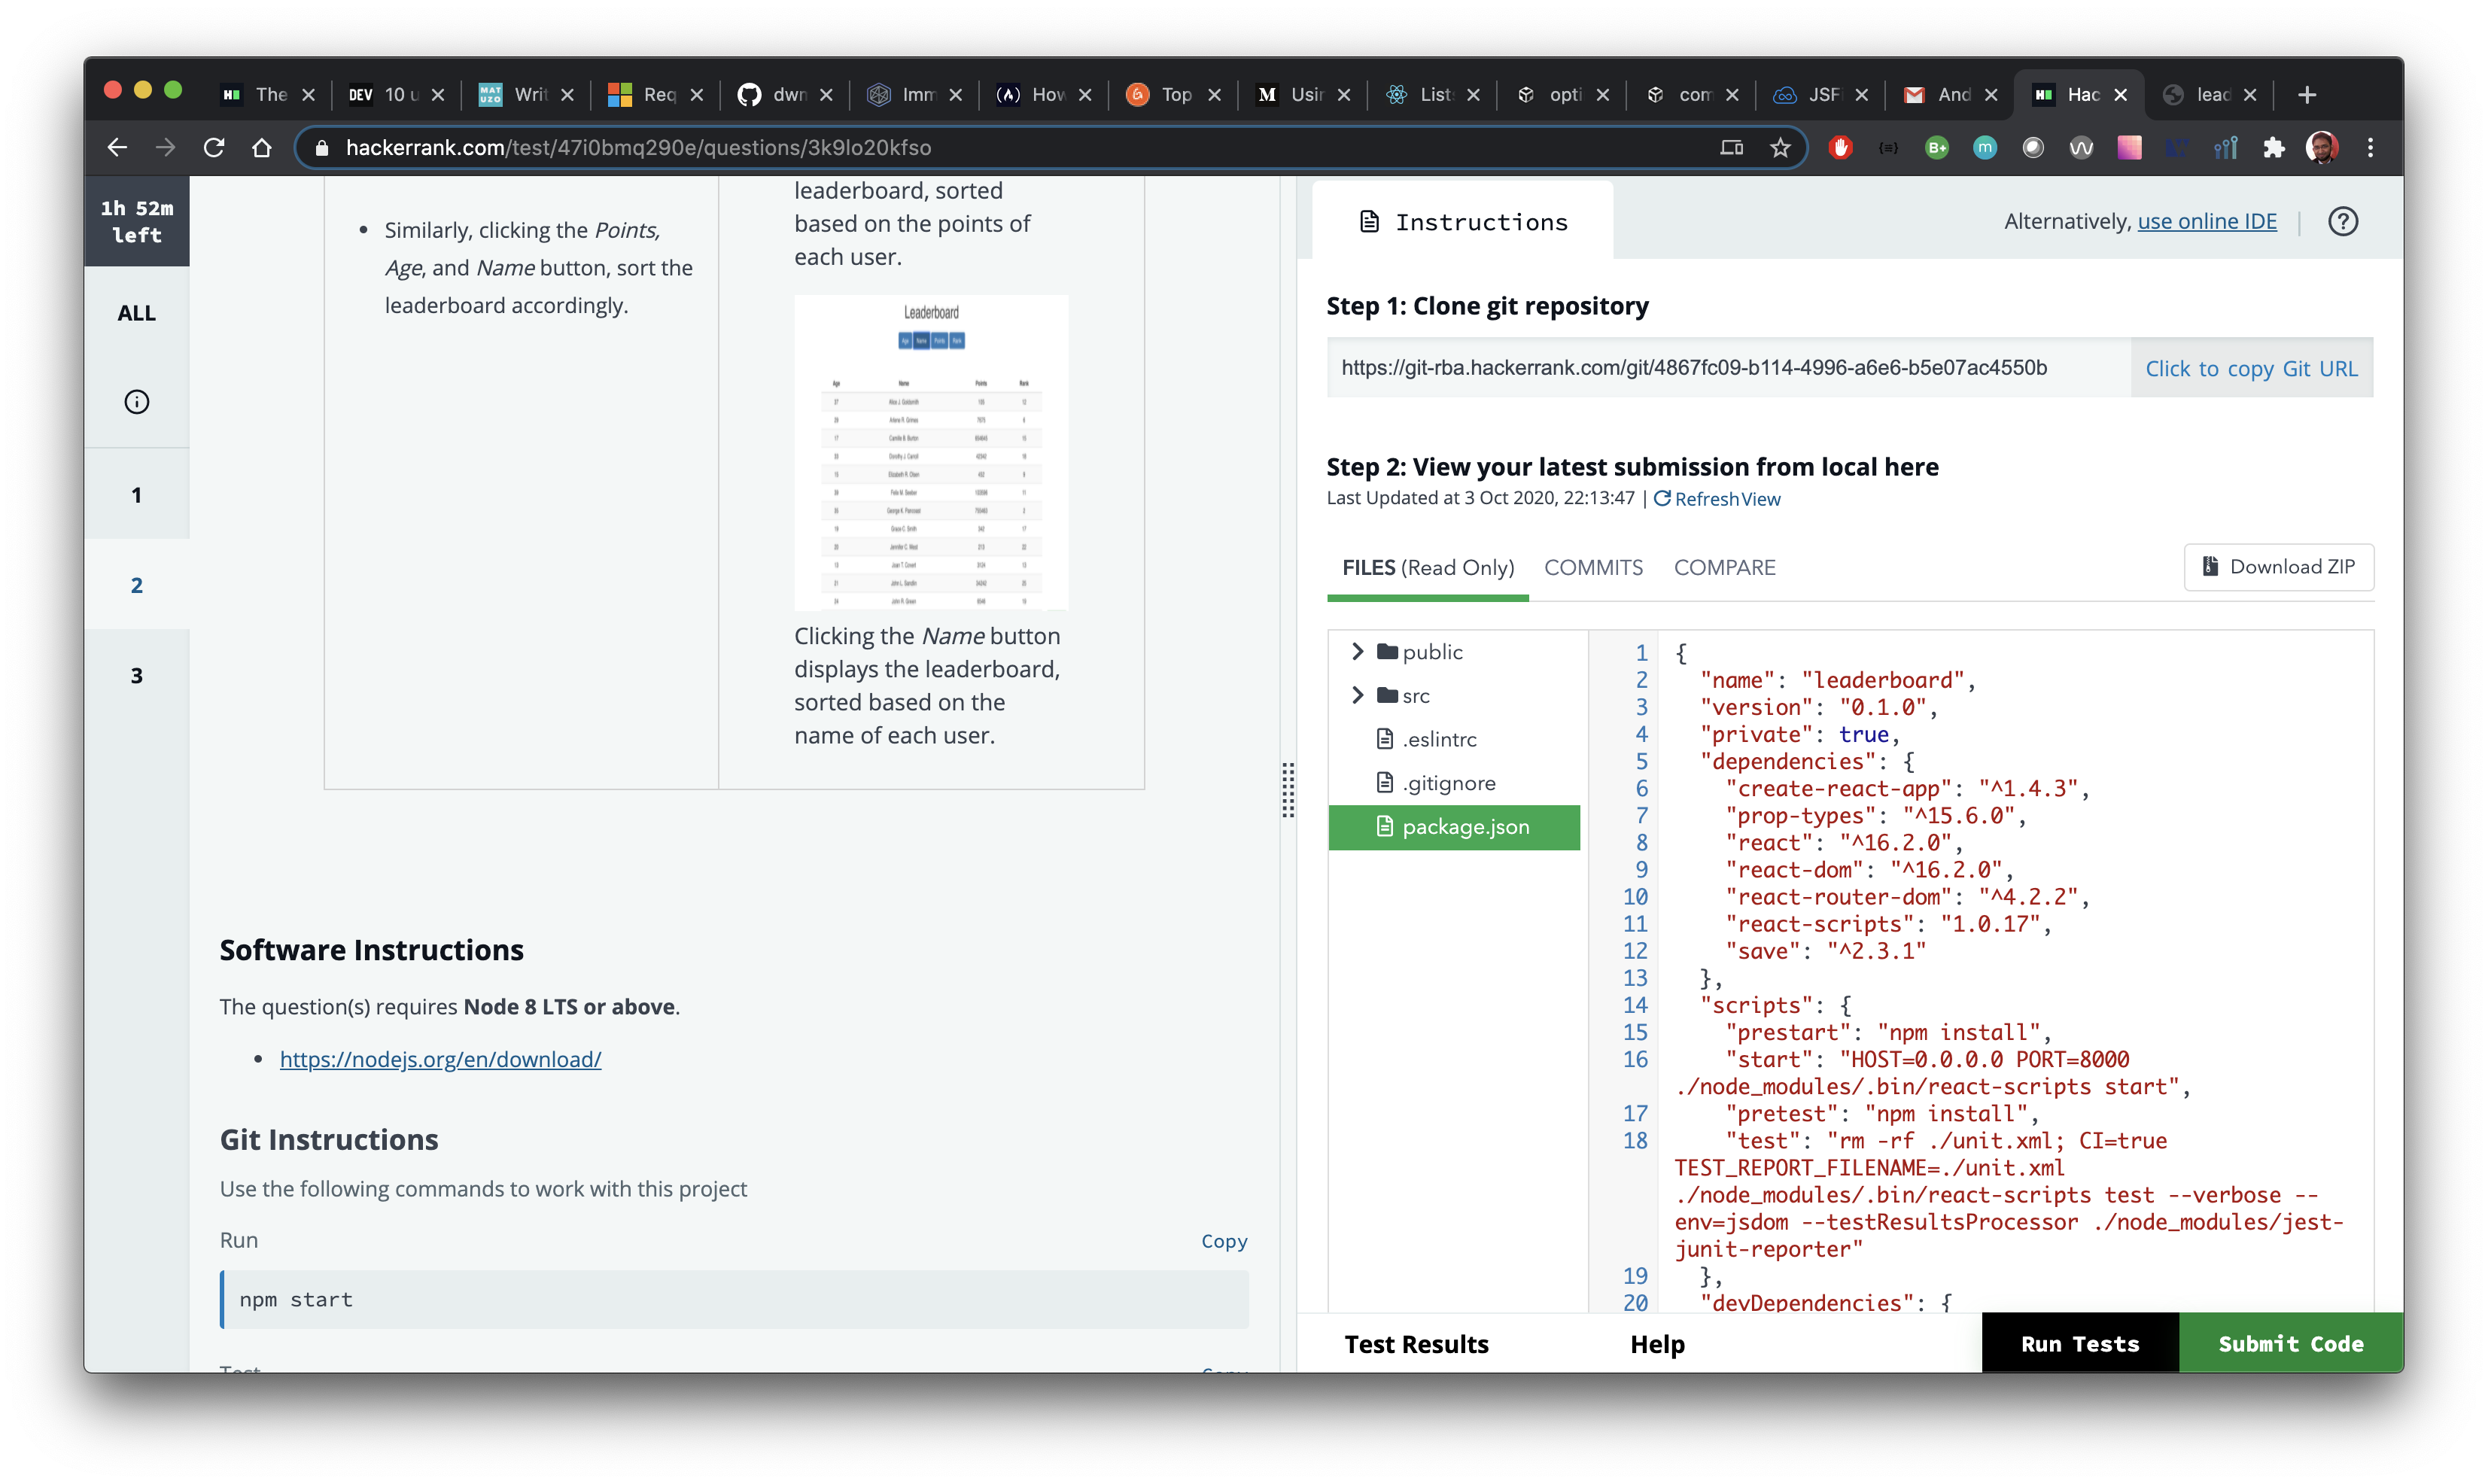 The
DEV 10 u
MAT UZO Writ
Req
dwn
Imm
(A) How
Top
M Usin
List
opti
com
JSF
And
Hac
lead
hackerrank.com/test/47i0bmq290e/questions/3k9lo20kfso
1h 52m
left
ALL
1
2
3
• Similarly, clicking the Points,
Age, and Name button, sort the
leaderboard accordingly.
leaderboard, sorted
based on the points of
each user.
Leaderboard
Age Name Points Rank
Age Name Points Rank
Clicking the Name button
displays the leaderboard,
sorted based on the
name of each user.
Software Instructions
The question(s) requires Node 8 LTS or above.
• https://nodejs.org/en/download/
Git Instructions
Use the following commands to work with this project
Run Copy
npm start
Test Copy
Instructions
Alternatively, use online IDE | ?
Step 1: Clone git repository
https://git-rba.hackerrank.com/git/4867fc09-b114-4996-a6e6-b5e07ac4550b Click to copy Git URL
Step 2: View your latest submission from local here
Last Updated at 3 Oct 2020, 22:13:47 | Refresh View
FILES (Read Only) COMMITS COMPARE Download ZIP
public
src
.eslintrc
.gitignore
package.json
1 {
2 "name": "leaderboard",
3 "version": "0.1.0",
4 "private": true,
5 "dependencies": {
6 "create-react-app": "^1.4.3",
7 "prop-types": "^15.6.0",
8 "react": "^16.2.0",
9 "react-dom": "^16.2.0",
10 "react-router-dom": "^4.2.2",
11 "react-scripts": "1.0.17",
12 "save": "^2.3.1"
13 },
14 "scripts": {
15 "prestart": "npm install",
16 "start": "HOST=0.0.0.0 PORT=8000
./node_modules/.bin/react-scripts start",
17 "pretest": "npm install",
18 "test": "rm -rf ./unit.xml; CI=true
TEST_REPORT_FILENAME=./unit.xml
./node_modules/.bin/react-scripts test --verbose --
env=jsdom --testResultsProcessor ./node_modules/jest-
junit-reporter"
19 },
20 "devDependencies": {
Test Results Help Run Tests Submit Code